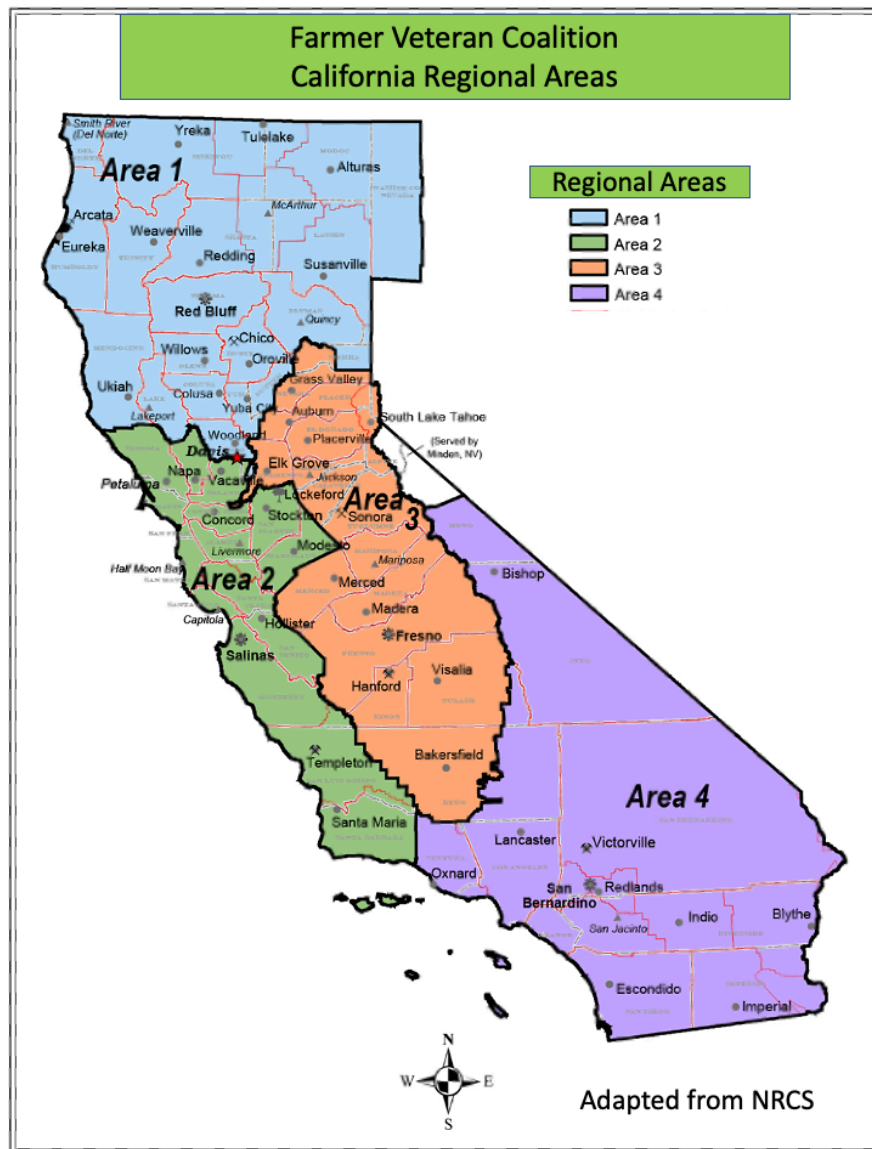 Farmer Veteran Coalition
California Regional Areas
Smith River
(Del Norte)
Yreka
Tulelake
Area 1
Alturas
Regional Areas
Area 1
Area 2
Area 3
Area 4
McArthur
Arcata
Eureka
Weaverville
Redding
Susanville
Red Bluff
Quincy
Chico
Willows
Oroville
Ukiah
Colusa
Yuba City
Lakeport
Grass Valley
Auburn
South Lake Tahoe
Woodland
Placerville
(Served by
Minden, NV)
Davis
Elk Grove
Jackson
Napa
Vacaville
Petaluma
Lockeford
Area
3
Concord
Stockton
Sonora
Livermore
Modesto
Half Moon Bay
Area 2
Mariposa
Merced
Bishop
Capitola
Hollister
Madera
Salinas
Fresno
Hanford
Visalia
Templeton
Bakersfield
Area 4
Santa Maria
Lancaster
Victorville
Oxnard
San
Bernardino
Redlands
San Jacinto
Indio
Blythe
Escondido
Imperial
N
W
E
S
Adapted from NRCS